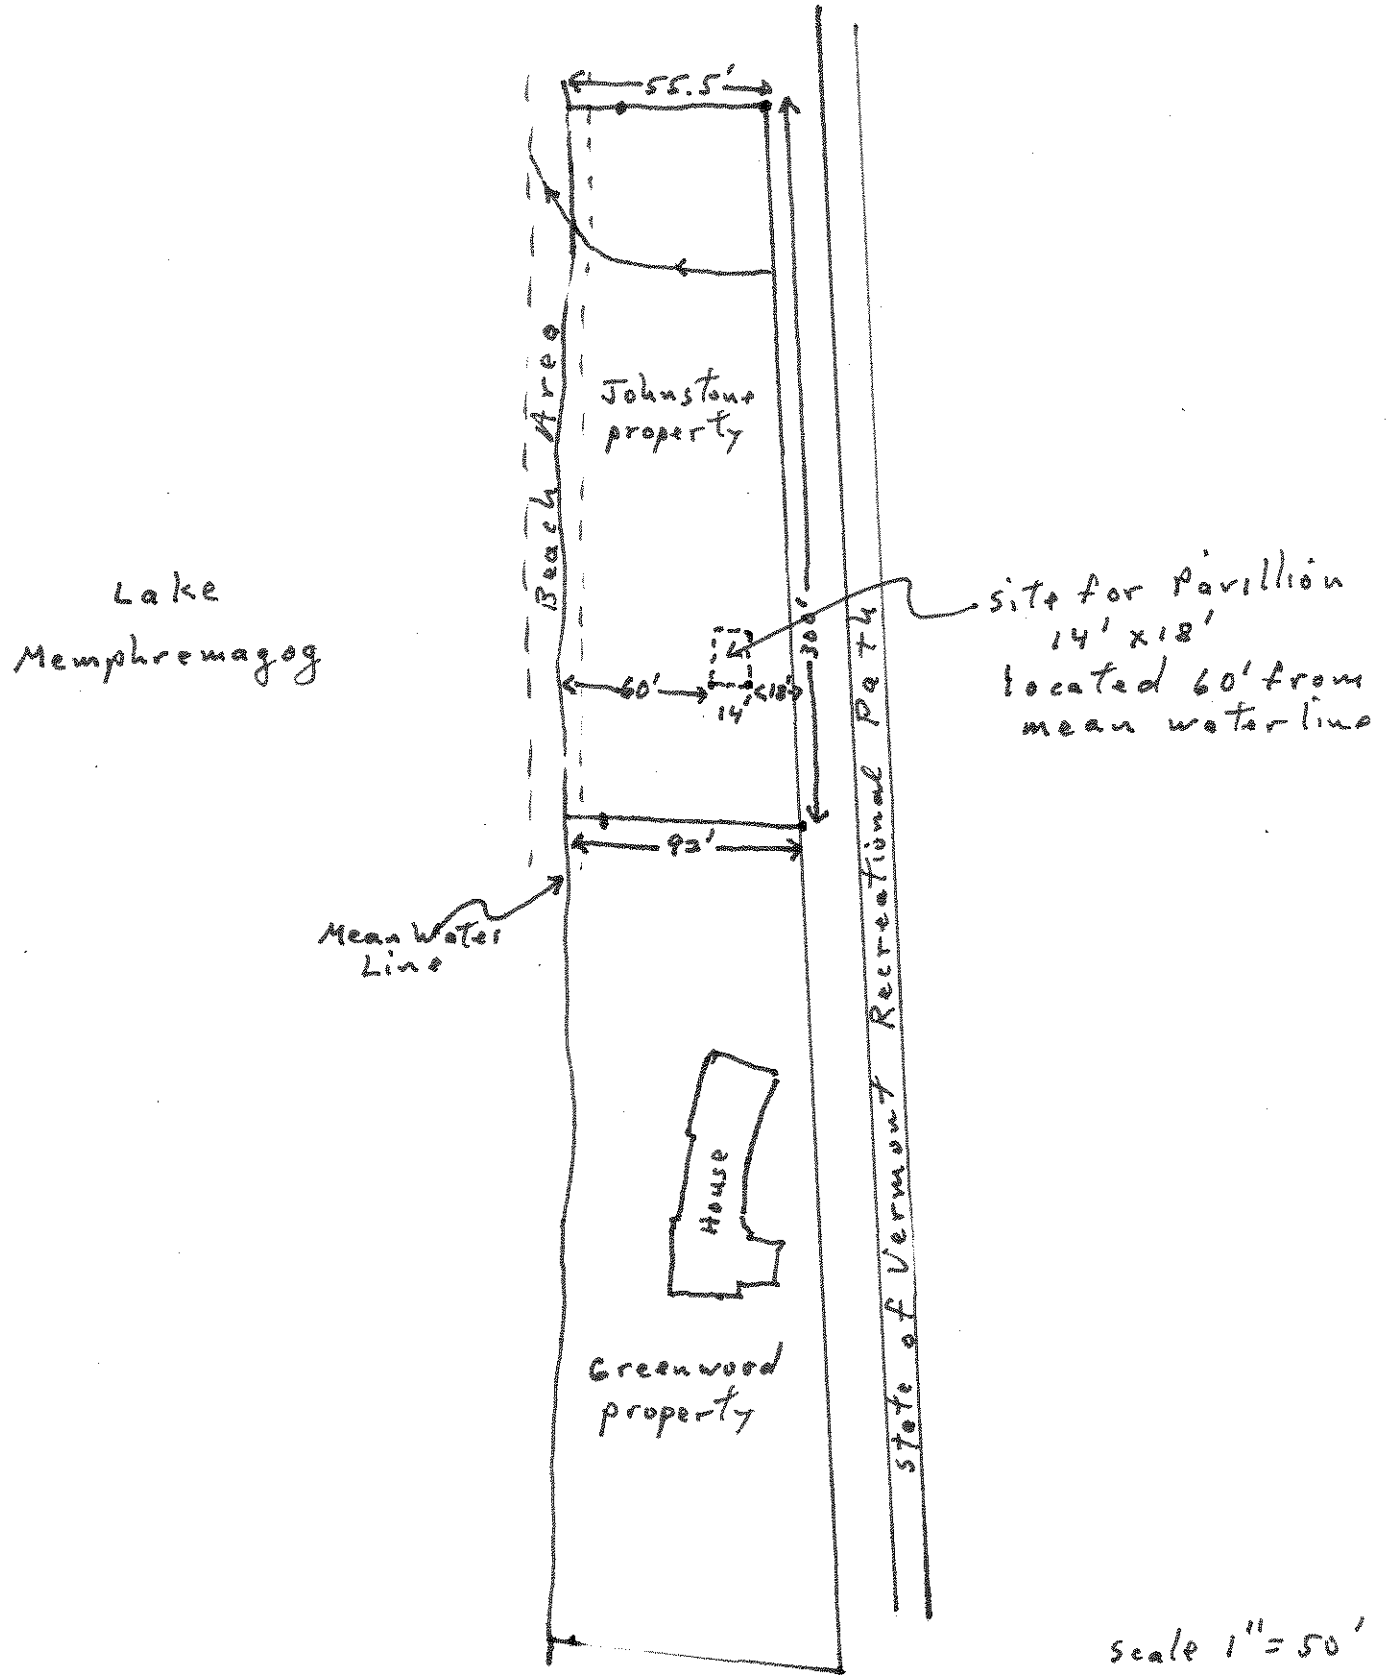 55.5'
Beach Area
Johnstone
property
300'
Lake
Memphremagog
site for Pavillion
14' x 18'
Located 60' from
mean water line
60'
14'
18'
92'
Mean Water
Line
State of Vermont Recreational Path
House
Greenwood
property
Scale 1" = 50'